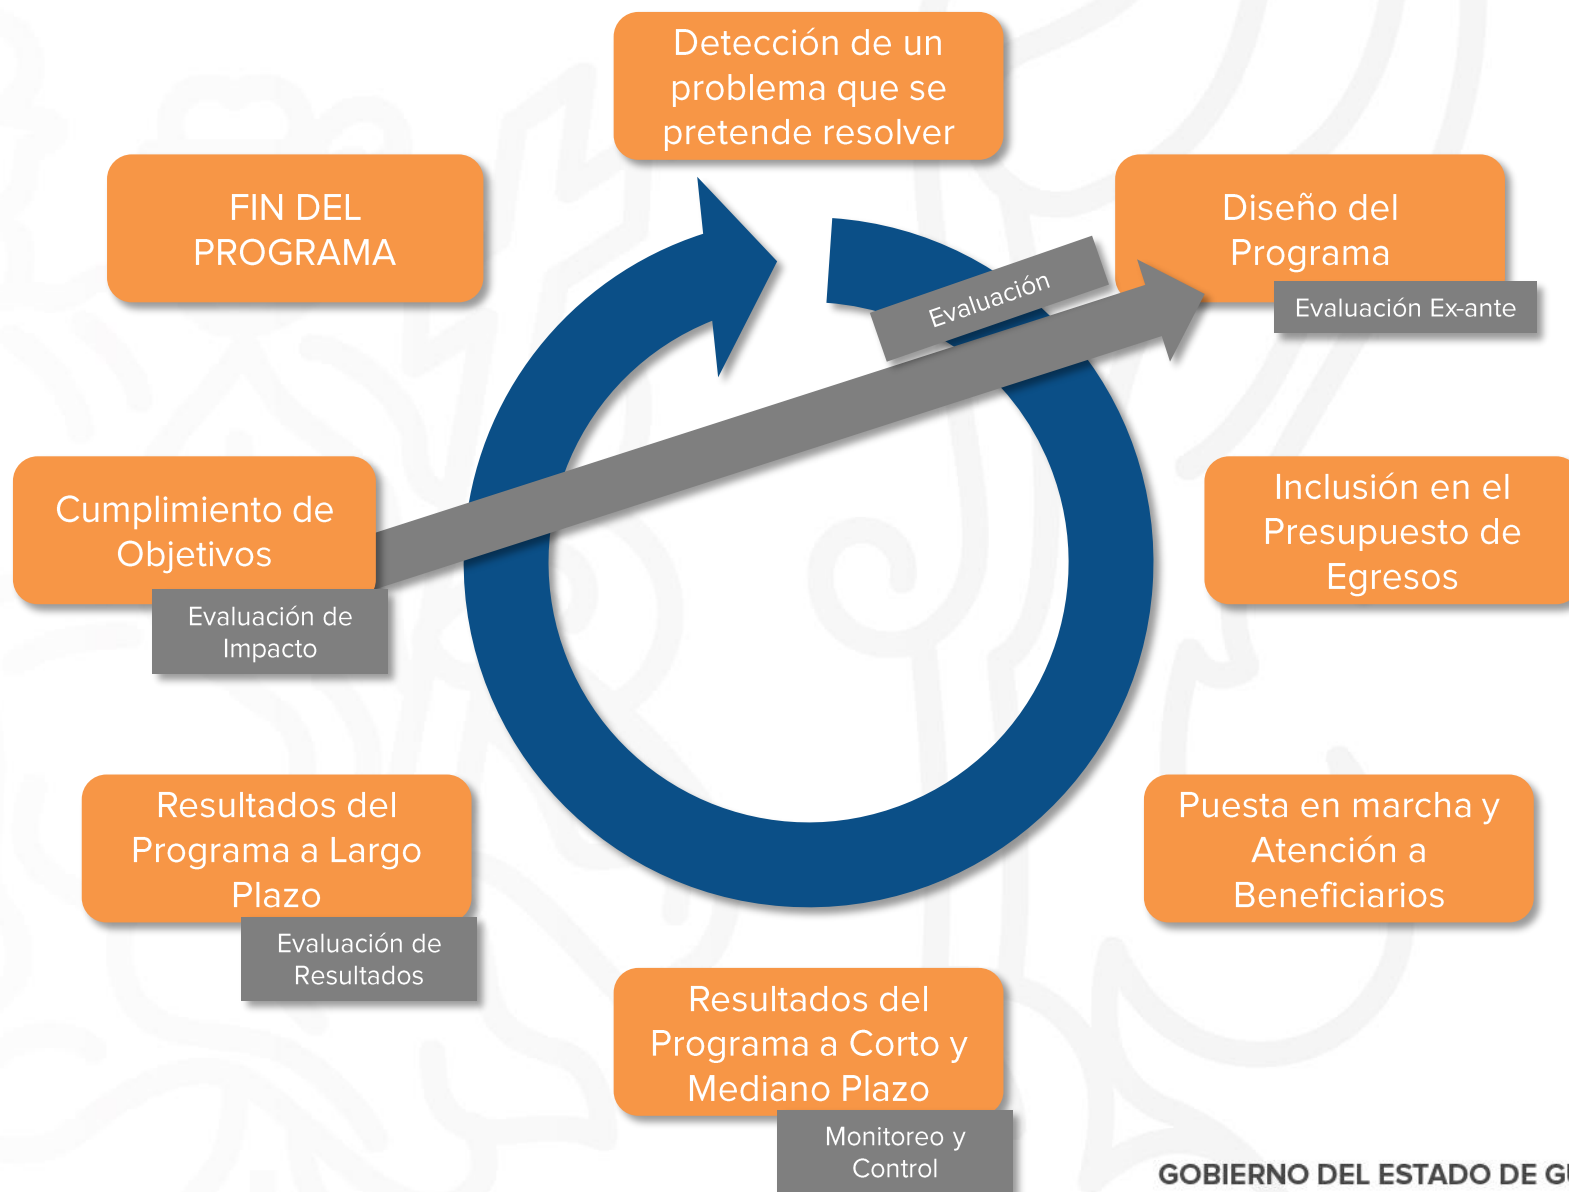 Detección de un
problema que se
pretende resolver
FIN DEL
PROGRAMA
Diseño del
Programa
Evaluación Ex-ante
Evaluación
Cumplimiento de
Objetivos
Evaluación de
Impacto
Inclusión en el
Presupuesto de
Egresos
Resultados del
Programa a Largo
Plazo
Evaluación de
Resultados
Puesta en marcha y
Atención a
Beneficiarios
Resultados del
Programa a Corto y
Mediano Plazo
Monitoreo y
Control
GOBIERNO DEL ESTADO DE